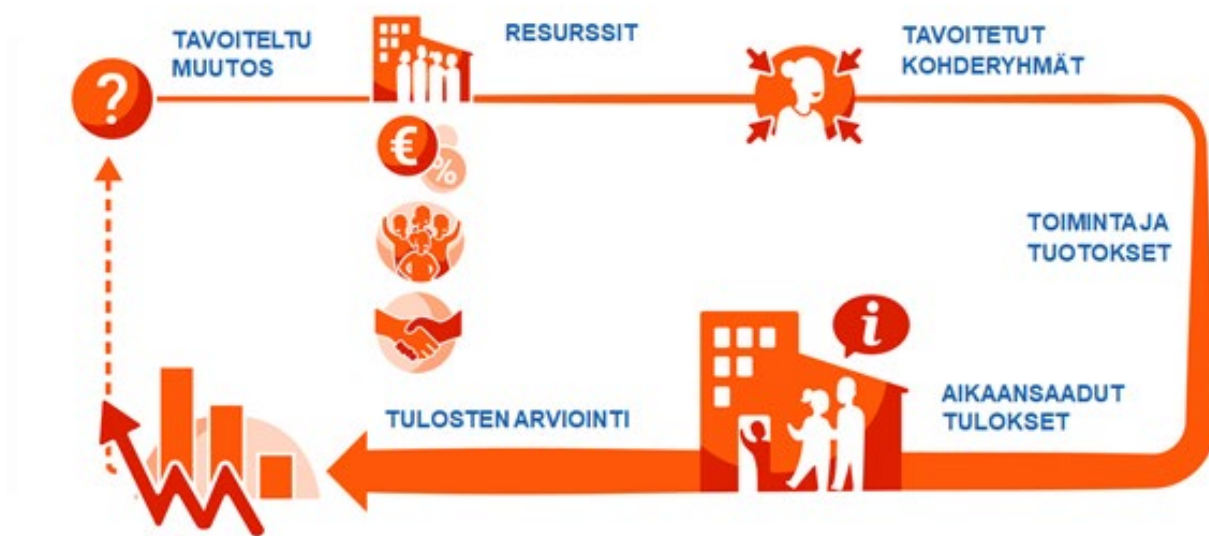 TAVOITELTU
MUUTOS
RESURSSIT
TAVOITETUT
KOHDERYHMÄT
?
€
%
TOIMINTA JA
TUOTOKSET
i
AIKAANSAADUT
TULOKSET
TULOSTEN ARVIOINTI